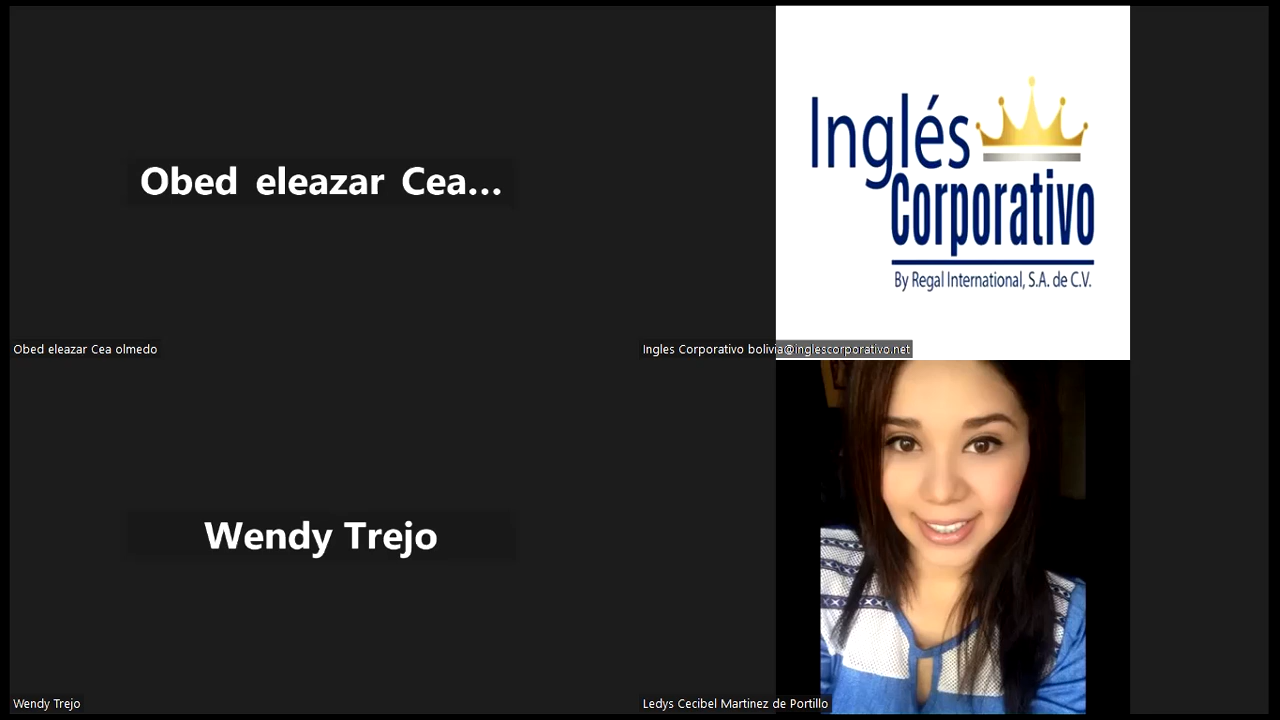 Obed eleazar Cea...
Obed eleazar Cea olmedo
Inglés
Corporativo
By Regal International, S.A. de C.V.
Ingles Corporativo bolivia@inglescorporativo.net
Wendy Trejo
Wendy Trejo
Ledys Cecibel Martinez de Portillo